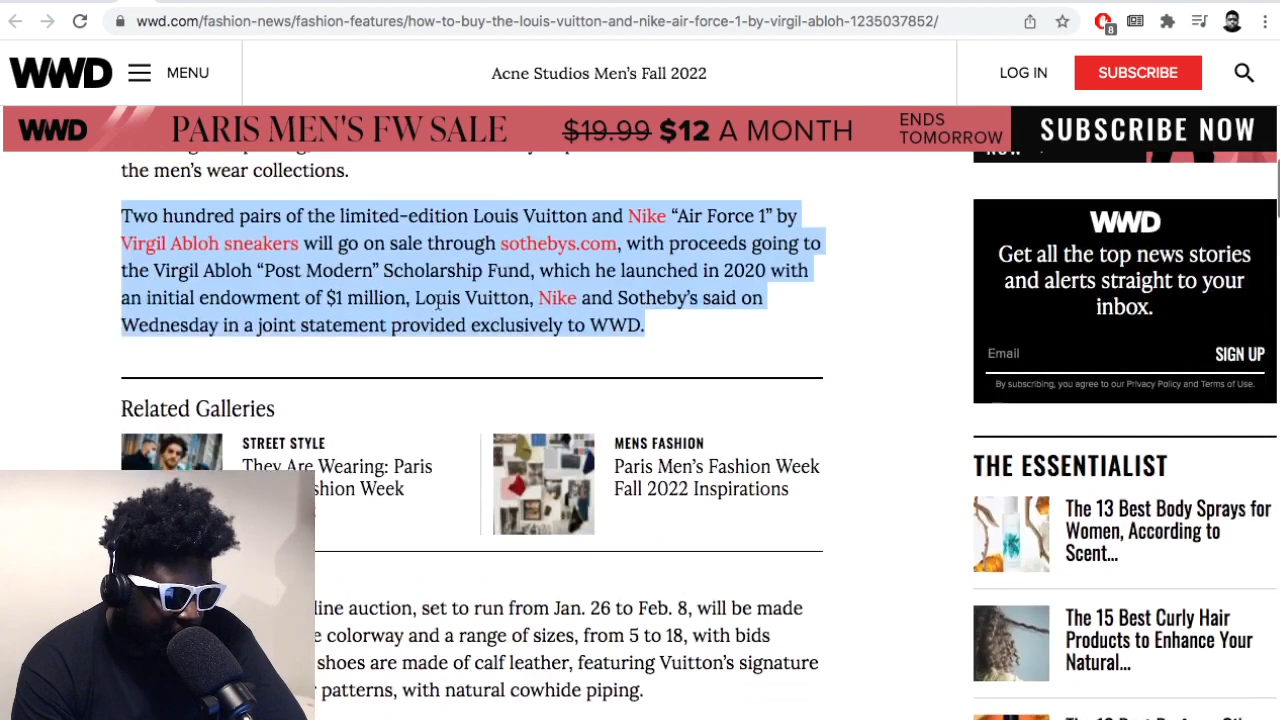 wwd.com/fashion-news/fashion-features/how-to-buy-the-louis-vuitton-and-nike-air-force-1-by-virgil-abloh-1235037852/
8
WWD
MENU
Acne Studios Men's Fall 2022
LOG IN
SUBSCRIBE
WWD
PARIS MEN'S FW SALE
$19.99 $12 A MONTH
ENDS
TOMORROW
SUBSCRIBE NOW
the men's wear collections.
Two hundred pairs of the limited-edition Louis Vuitton and Nike “Air Force 1” by
Virgil Abloh sneakers will go on sale through sothebys.com, with proceeds going to
the Virgil Abloh “Post Modern” Scholarship Fund, which he launched in 2020 with
an initial endowment of $1 million, Louis Vuitton, Nike and Sotheby's said on
Wednesday in a joint statement provided exclusively to WWD.
Related Galleries
STREET STYLE
They Are Wearing: Paris
shion Week
MENS FASHION
Paris Men's Fashion Week
Fall 2022 Inspirations
line auction, set to run from Jan. 26 to Feb. 8, will be made
colorway and a range of sizes, from 5 to 18, with bids
shoes are made of calf leather, featuring Vuitton's signature
patterns, with natural cowhide piping.
WWD
Get all the top news stories
and alerts straight to your
inbox.
Email
SIGN UP
By subscribing, you agree to our Privacy Policy and Terms of Use.
THE ESSENTIALIST
The 13 Best Body Sprays for
Women, According to
Scent...
The 15 Best Curly Hair
Products to Enhance Your
Natural...